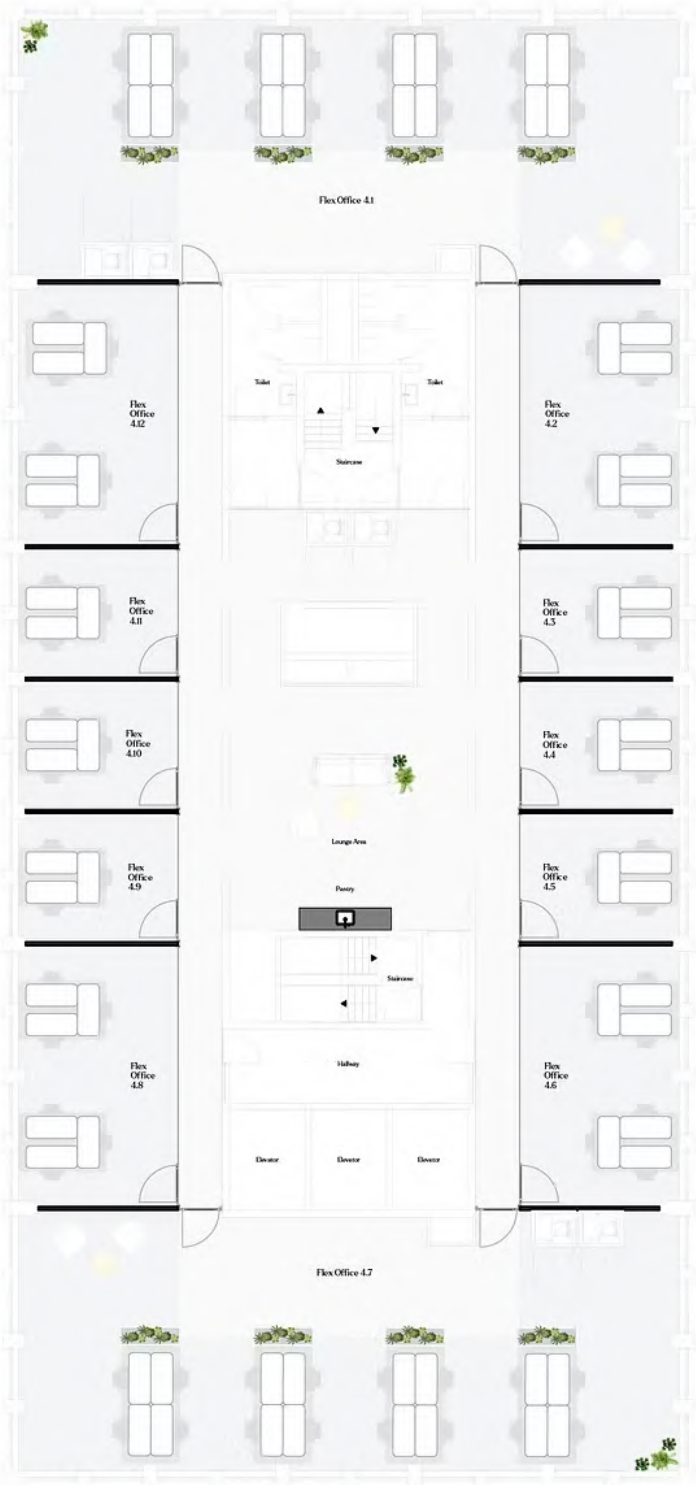 Flex Office 4.1
Toilet
Toilet
Flex
Office
4.12
Flex
Office
4.2
Staircase
Flex
Office
4.11
Flex
Office
4.3
Flex
Office
4.10
Flex
Office
4.4
Lounge Area
Flex
Office
4.9
Flex
Office
4.5
Pantry
Staircase
Flex
Office
4.8
Hallway
Flex
Office
4.6
Elevator
Elevator
Elevator
Flex Office 4.7